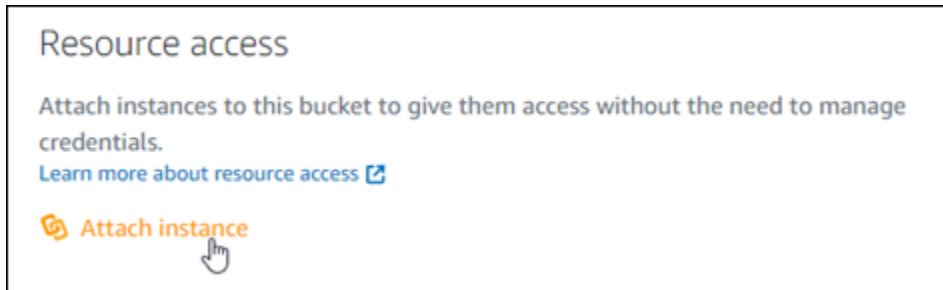 Resource access
Attach instances to this bucket to give them access without the need to manage
credentials.
Learn more about resource access
Attach instance